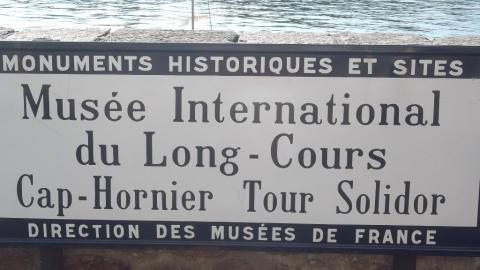 MONUMENTS HISTORIQUES ET SITES
Musée International
du Long-Cours
Cap-Hornier Tour Solidor
DIRECTION DES MUSÉES DE FRANCE